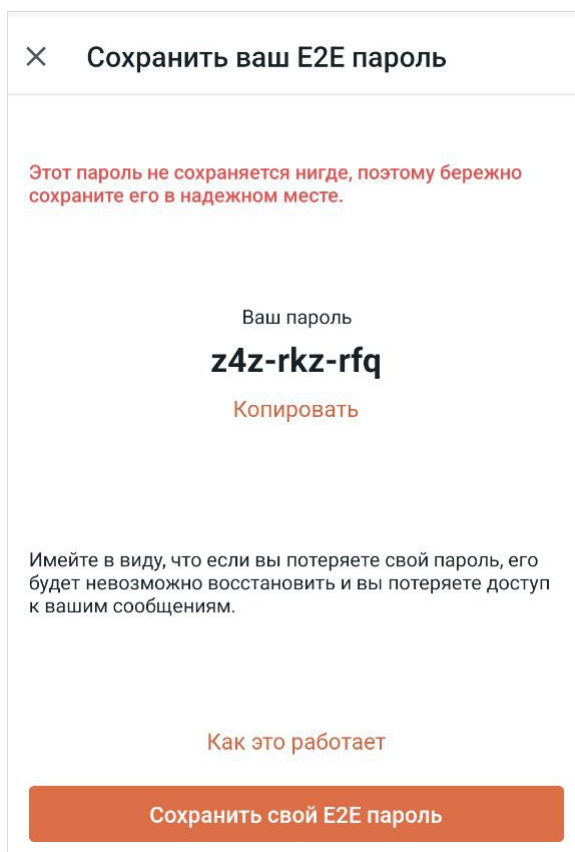 Сохранить ваш E2E пароль
Этот пароль не сохраняется нигде, поэтому бережно
сохраните его в надежном месте.
Ваш пароль
z4z-rkz-rfq
Копировать
Имейте в виду, что если вы потеряете свой пароль, его
будет невозможно восстановить и вы потеряете доступ
к вашим сообщениям.
Как это работает
Сохранить свой E2E пароль